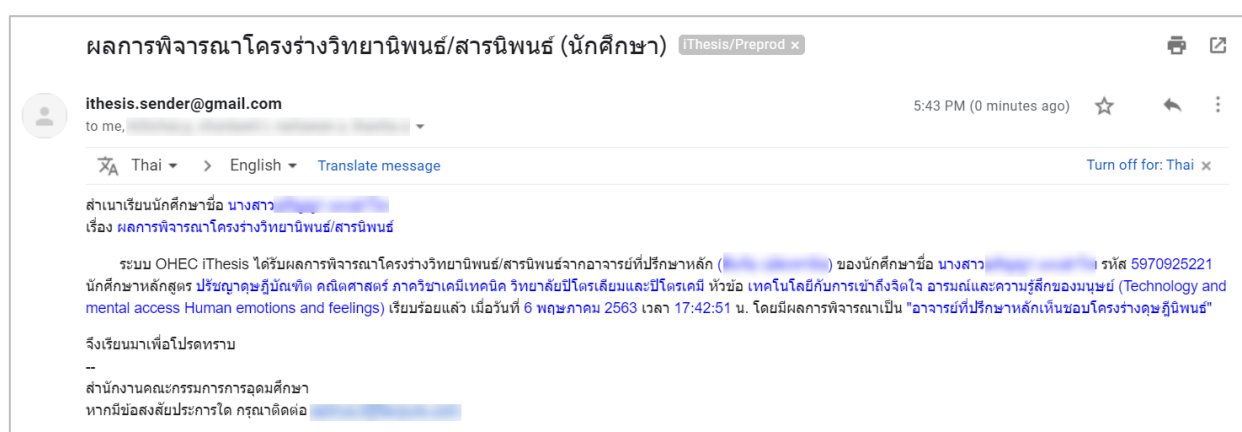 ผลการพิจารณาโครงร่างวิทยานิพนธ์/สารนิพนธ์ (นักศึกษา) iThesis/Preprod ×
ithesis.sender@gmail.com 5:43 PM (0 minutes ago)
to me,
Thai > English Translate message Turn off for: Thai ×
สำเนาเรียนนักศึกษาชื่อ นางสาว
เรื่อง ผลการพิจารณาโครงร่างวิทยานิพนธ์/สารนิพนธ์
ระบบ OHEC iThesis ได้รับผลการพิจารณาโครงร่างวิทยานิพนธ์/สารนิพนธ์จากอาจารย์ที่ปรึกษาหลัก ( ) ของนักศึกษาชื่อ นางสาว รหัส 5970925221
นักศึกษาหลักสูตร ปรัชญาดุษฎีบัณฑิต คณิตศาสตร์ ภาควิชาเคมีเทคนิค วิทยาลัยปิโตรเลียมและปิโตรเคมี หัวข้อ เทคโนโลยีกับการเข้าถึงจิตใจ อารมณ์และความรู้สึกของมนุษย์ (Technology and
mental access Human emotions and feelings) เรียบร้อยแล้ว เมื่อวันที่ 6 พฤษภาคม 2563 เวลา 17:42:51 น. โดยมีผลการพิจารณาเป็น "อาจารย์ที่ปรึกษาหลักเห็นชอบโครงร่างดุษฎีนิพนธ์"
จึงเรียนมาเพื่อโปรดทราบ
--
สำนักงานคณะกรรมการการอุดมศึกษา
หากมีข้อสงสัยประการใด กรุณาติดต่อ